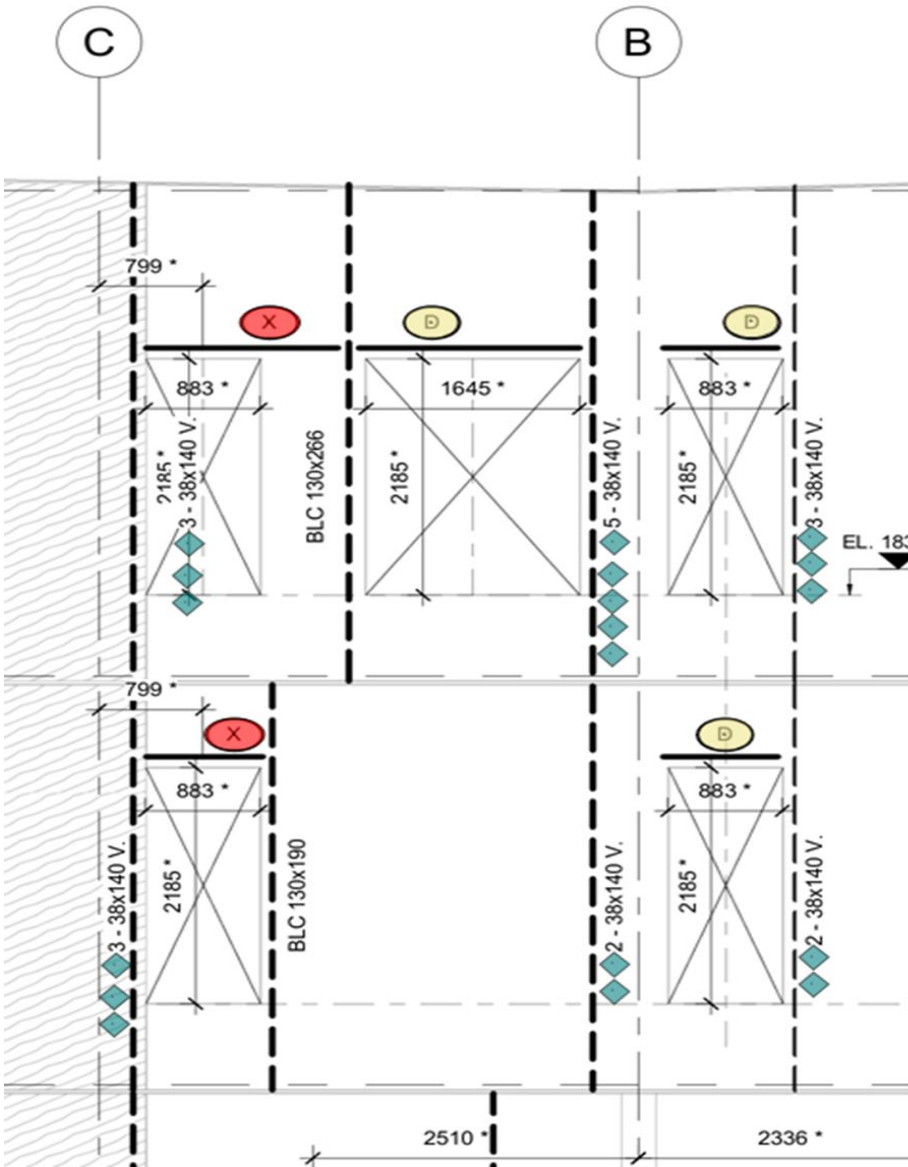 C
B
799 *
X
D
D
883 *
1645 *
883 *
2185 *
3 - 38x140 V.
BLC 130x266
2185 *
5 - 38x140 V.
2185 *
3 - 38x140 V.
EL. 183
799 *
X
D
883 *
883 *
3 - 38x140 V.
2185 *
BLC 130x190
2 - 38x140 V.
2185 *
2 - 38x140 V.
2510 *
2336 *